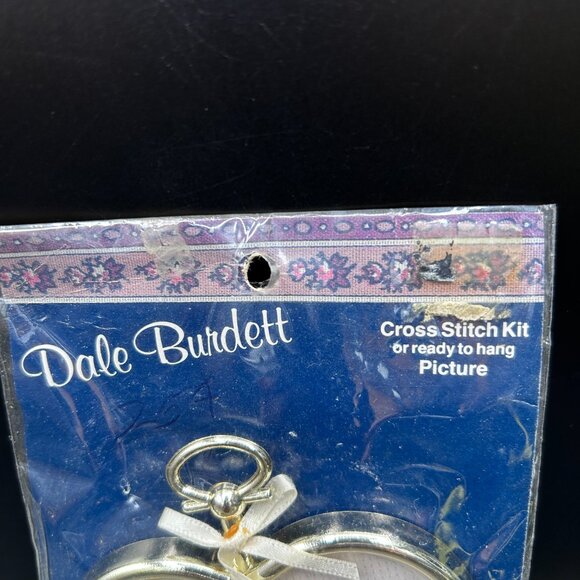 Dale Burdett
Cross Stitch Kit
or ready to hang
Picture